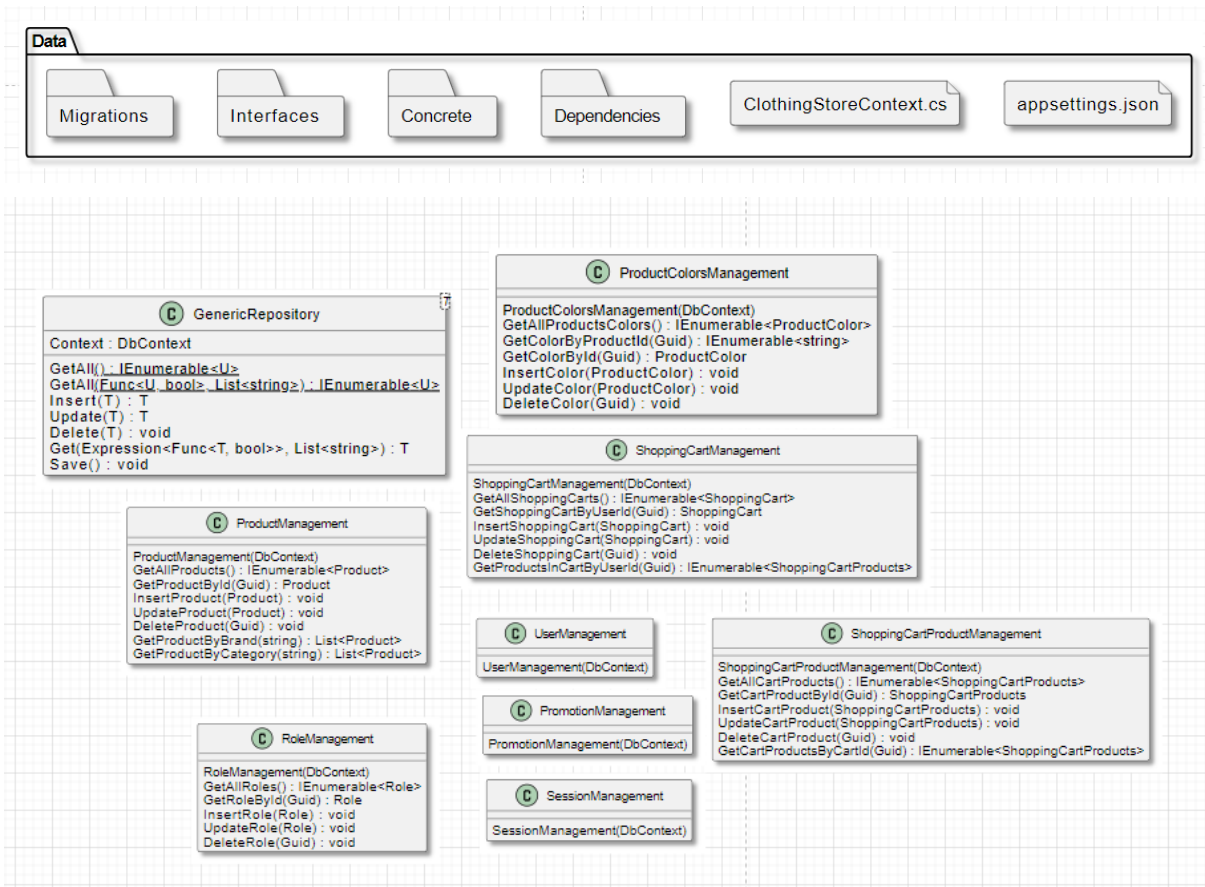 Data
Migrations
Interfaces
Concrete
Dependencies
ClothingStoreContext.cs
appsettings.json
C GenericRepository
T
Context : DbContext
GetAll() : IEnumerable<U>
GetAll(Func<U, bool>, List<string>) : IEnumerable<U>
Insert(T) : T
Update(T) : T
Delete(T) : void
Get(Expression<Func<T, bool>>, List<string>) : T
Save() : void
C ProductColorsManagement
ProductColorsManagement(DbContext)
GetAllProductsColors() : IEnumerable<ProductColor>
GetColorByProductId(Guid) : IEnumerable<string>
GetColorById(Guid) : ProductColor
InsertColor(ProductColor) : void
UpdateColor(ProductColor) : void
DeleteColor(Guid) : void
C ShoppingCartManagement
ShoppingCartManagement(DbContext)
GetAllShoppingCarts() : IEnumerable<ShoppingCart>
GetShoppingCartByUserId(Guid) : ShoppingCart
InsertShoppingCart(ShoppingCart) : void
UpdateShoppingCart(ShoppingCart) : void
DeleteShoppingCart(Guid) : void
GetProductsInCartByUserId(Guid) : IEnumerable<ShoppingCartProducts>
C ProductManagement
ProductManagement(DbContext)
GetAllProducts() : IEnumerable<Product>
GetProductById(Guid) : Product
InsertProduct(Product) : void
UpdateProduct(Product) : void
DeleteProduct(Guid) : void
GetProductByBrand(string) : List<Product>
GetProductByCategory(string) : List<Product>
C UserManagement
UserManagement(DbContext)
C ShoppingCartProductManagement
ShoppingCartProductManagement(DbContext)
GetAllCartProducts() : IEnumerable<ShoppingCartProducts>
GetCartProductById(Guid) : ShoppingCartProducts
InsertCartProduct(ShoppingCartProducts) : void
UpdateCartProduct(ShoppingCartProducts) : void
DeleteCartProduct(Guid) : void
GetCartProductsByCartId(Guid) : IEnumerable<ShoppingCartProducts>
C PromotionManagement
PromotionManagement(DbContext)
C RoleManagement
RoleManagement(DbContext)
GetAllRoles() : IEnumerable<Role>
GetRoleById(Guid) : Role
InsertRole(Role) : void
UpdateRole(Role) : void
DeleteRole(Guid) : void
C SessionManagement
SessionManagement(DbContext)